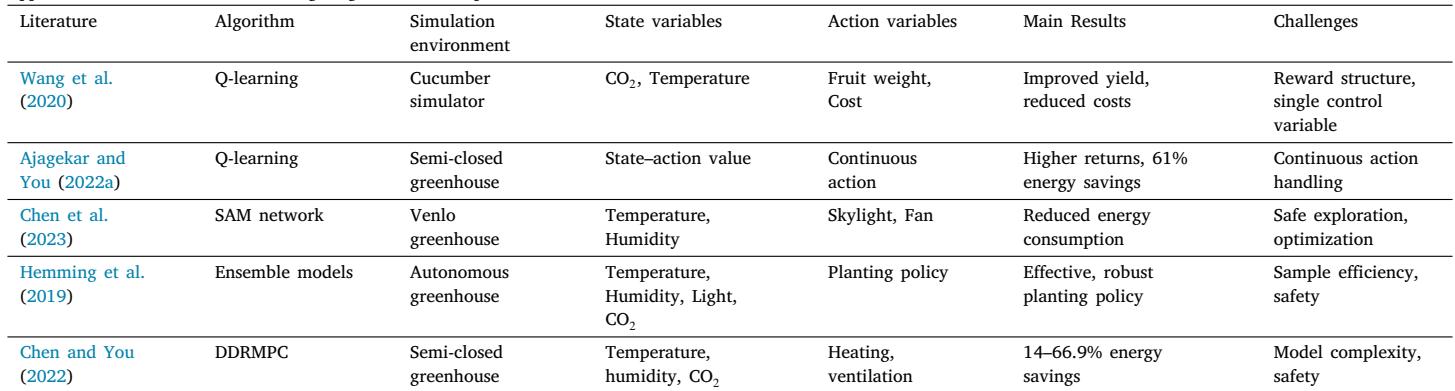 Literature Algorithm Simulation environment State variables Action variables Main Results Challenges
Wang et al. (2020) Q-learning Cucumber simulator CO₂, Temperature Fruit weight, Cost Improved yield, reduced costs Reward structure, single control variable
Ajagekar and You (2022a) Q-learning Semi-closed greenhouse State–action value Continuous action Higher returns, 61% energy savings Continuous action handling
Chen et al. (2023) SAM network Venlo greenhouse Temperature, Humidity Skylight, Fan Reduced energy consumption Safe exploration, optimization
Hemming et al. (2019) Ensemble models Autonomous greenhouse Temperature, Humidity, Light, CO₂ Planting policy Effective, robust planting policy Sample efficiency, safety
Chen and You (2022) DDRMPC Semi-closed greenhouse Temperature, humidity, CO₂ Heating, ventilation 14–66.9% energy savings Model complexity, safety